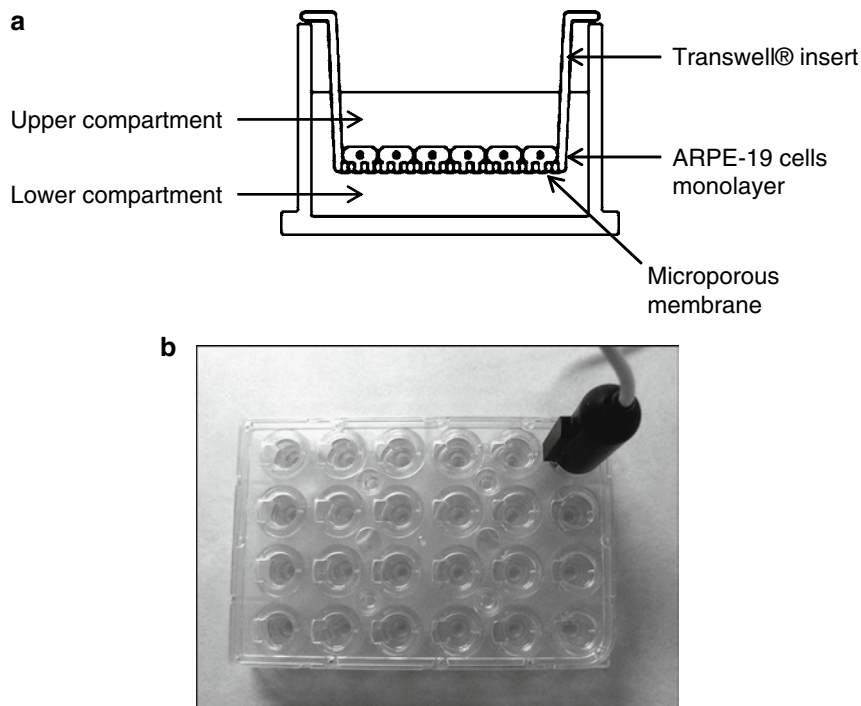 a
Transwell® insert
Upper compartment
ARPE-19 cells
monolayer
Lower compartment
Microporous
membrane
b